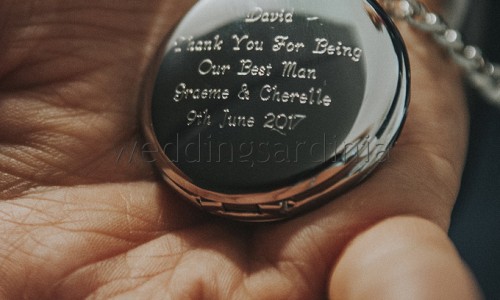 David -
Thank You For Being
Our Best Man
Graeme & Cherelle
9th June 2017
weddingsardinia